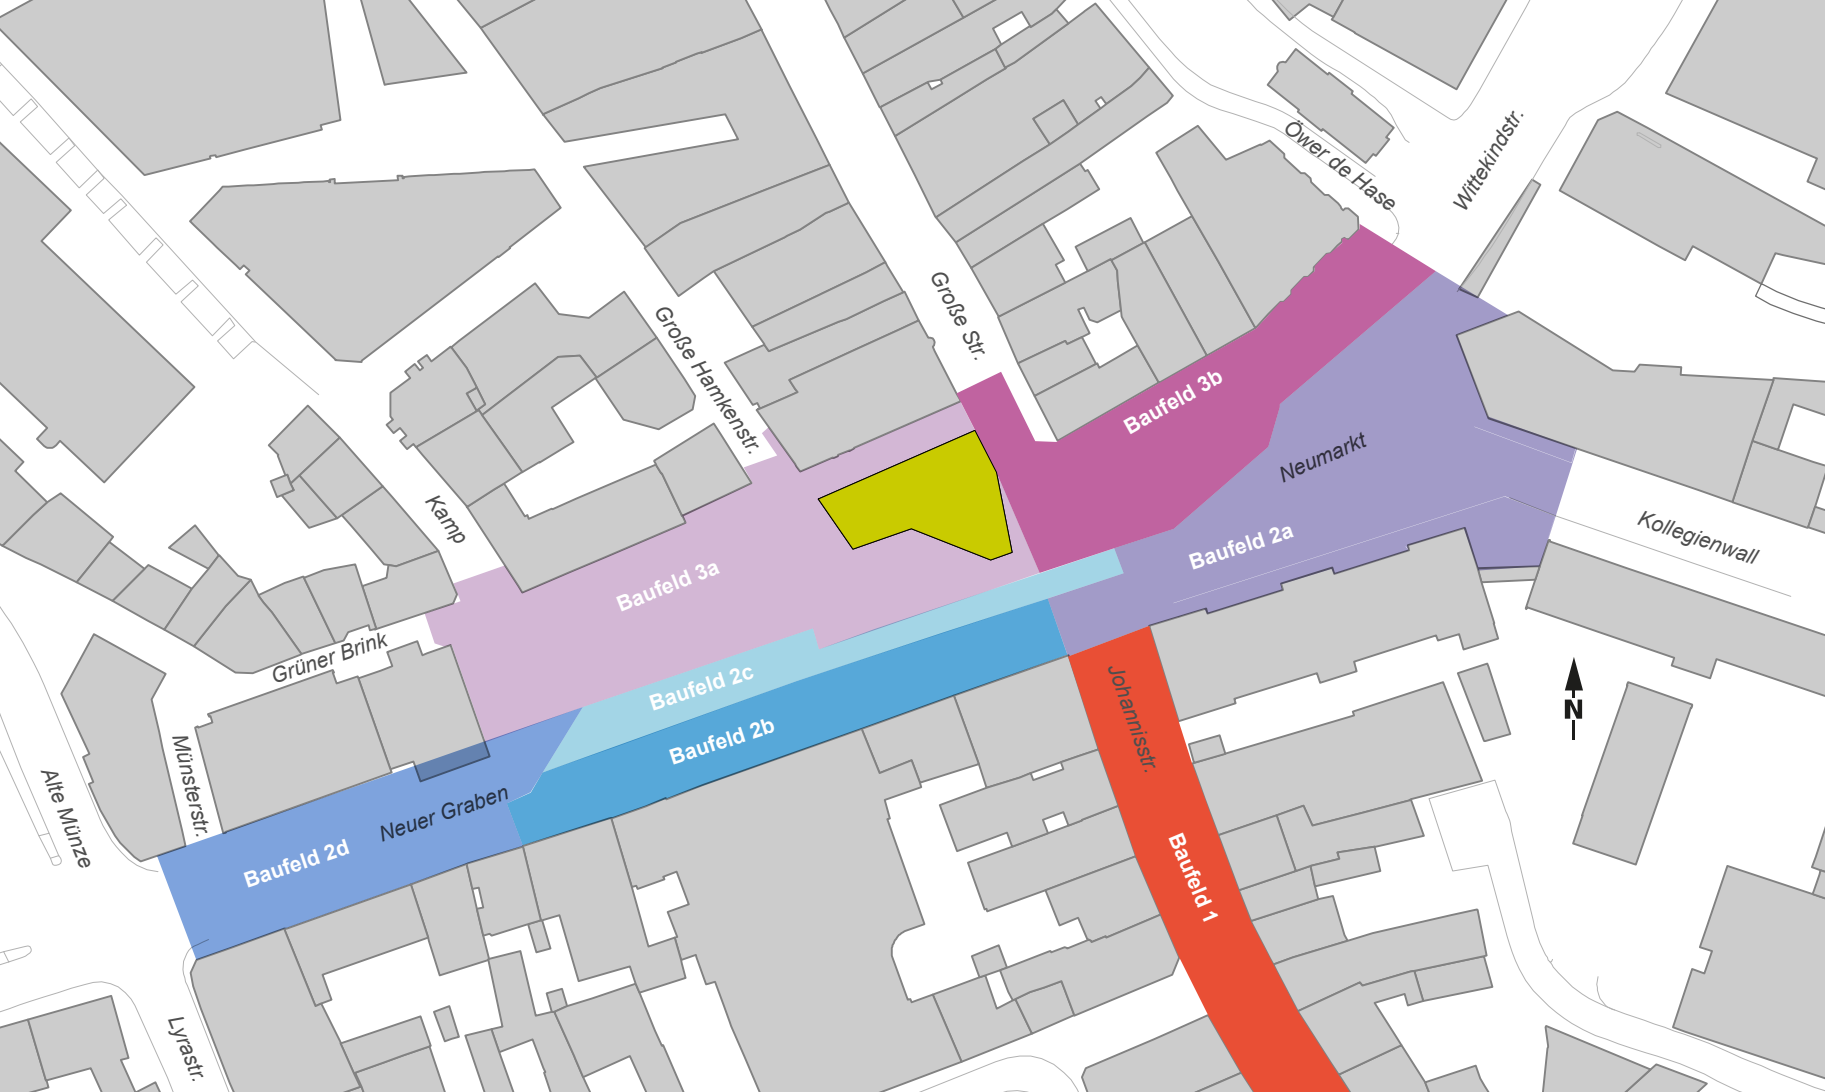 Öwer de Hase
Wittekindstr.
Große Str.
Große Hamkenstr.
Baufeld 3b
Neumarkt
Kamp
Kollegienwall
Baufeld 2a
Baufeld 3a
Grüner Brink
Baufeld 2c
Johannisstr.
N
Baufeld 2b
Münsterstr.
Alte Münze
Neuer Graben
Baufeld 2d
Baufeld 1
Lyrastr.